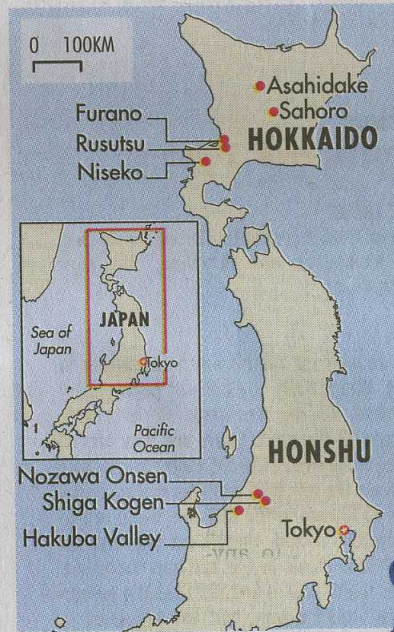 0 100KM
Asahidake
Sahoro
Furano
HOKKAIDO
Rusutsu
Niseko
Sea of
Japan
JAPAN
Tokyo
Pacific
Ocean
HONSHU
Nozawa Onsen
Shiga Kogen
Hakuba Valley
Tokyo